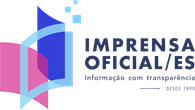 IMPRENSA
OFICIAL/ES
Informação com transparência
DESDE 1890